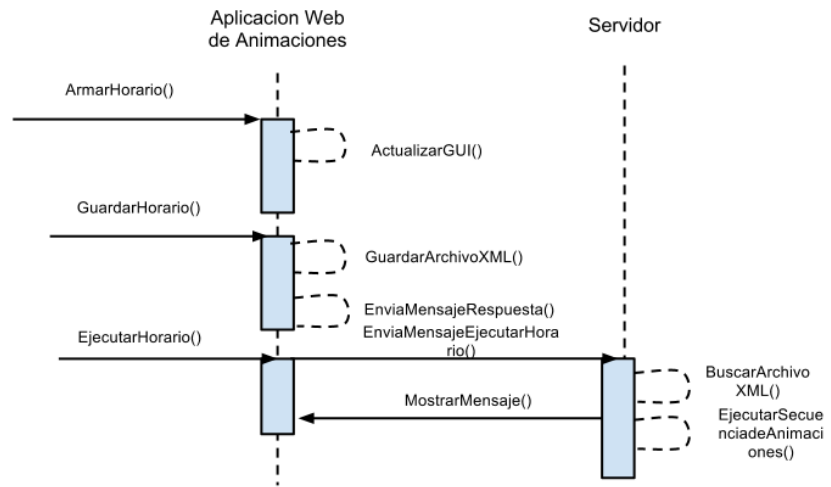 Aplicacion Web
de Animaciones
Servidor
ArmarHorario()
ActualizarGUI()
GuardarHorario()
GuardarArchivoXML()
EnviaMensajeRespuesta()
EjecutarHorario()
EnviaMensajeEjecutarHora
rio()
BuscarArchivo
XML()
MostrarMensaje()
EjecutarSecue
nciadeAnimaci
ones()